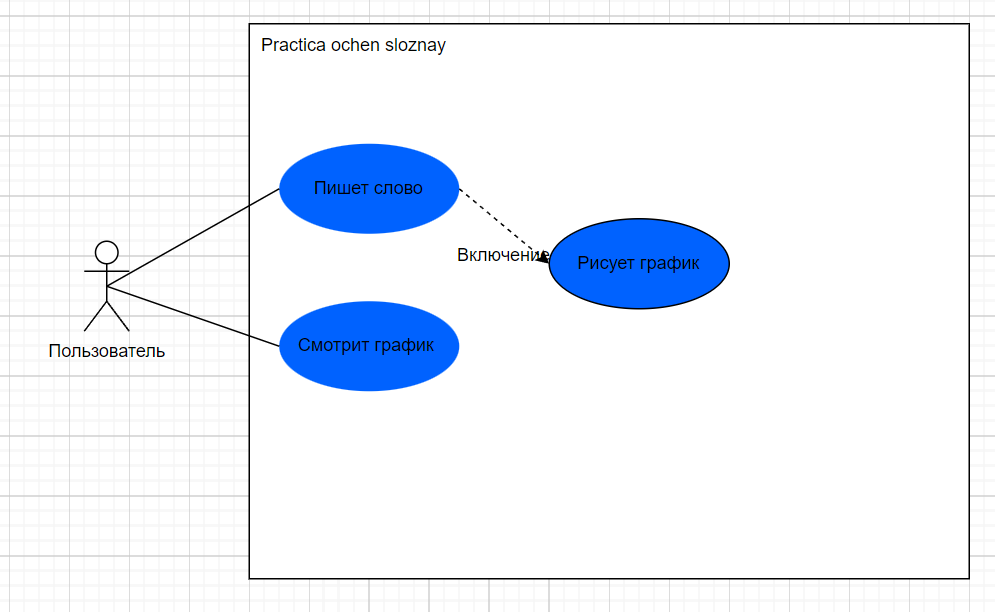 Practica ochen sloznay
Пишет слово
Включение
Рисует график
Смотрит график
Пользователь